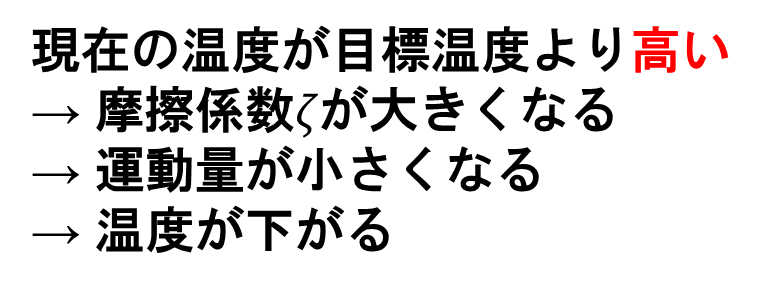 現在の温度が目標温度より高い
→ 摩擦係数ζが大きくなる
→ 運動量が小さくなる
→ 温度が下がる